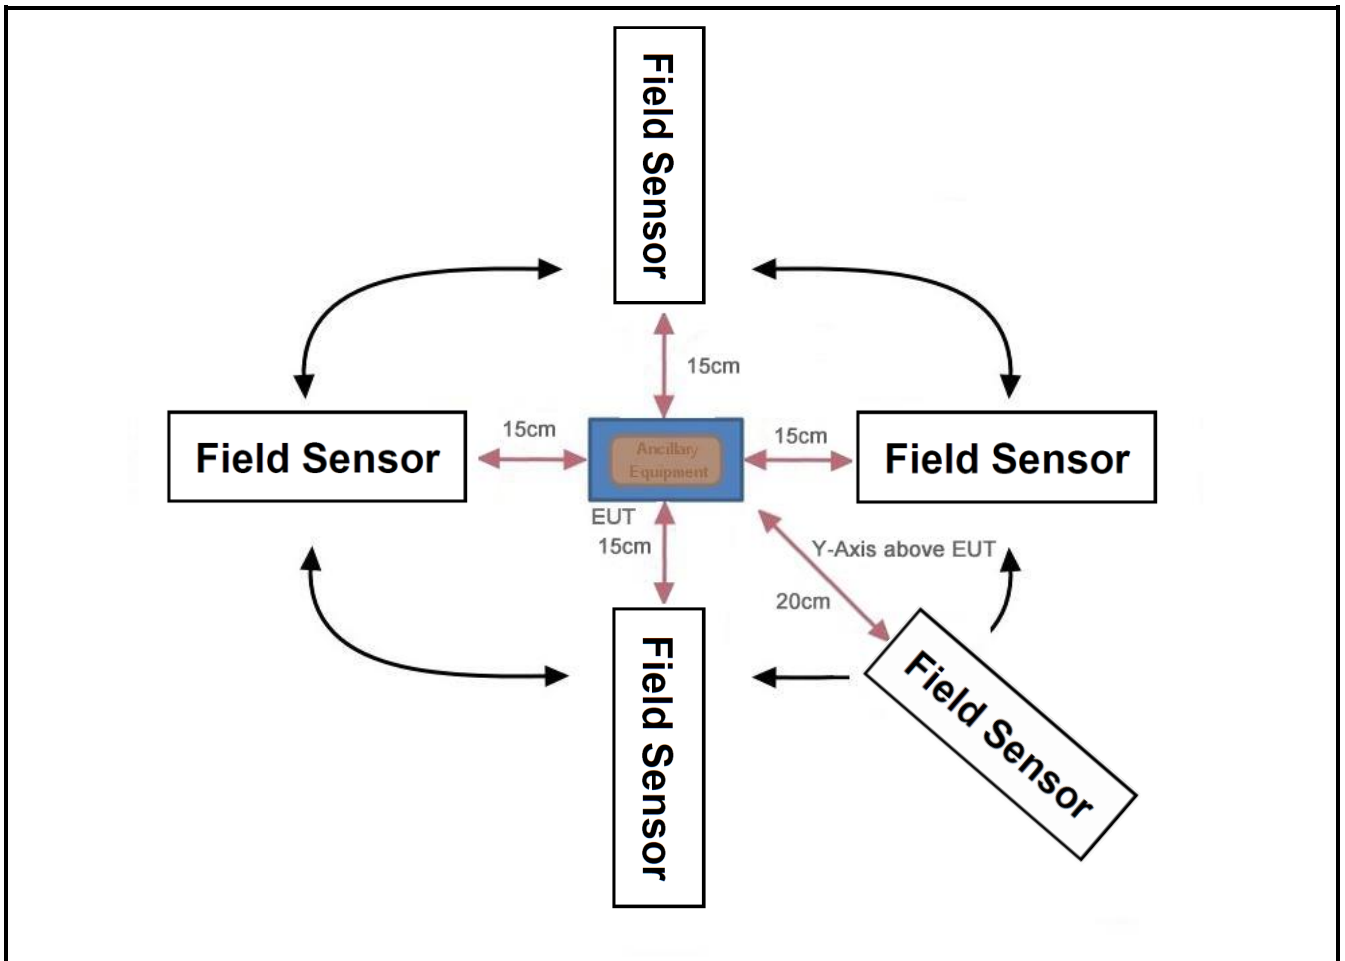 Field Sensor
15cm
15cm
15cm
Field Sensor
Ancillary
Equipment
Field Sensor
EUT
15cm
Y-Axis above EUT
20cm
Field Sensor
Field Sensor